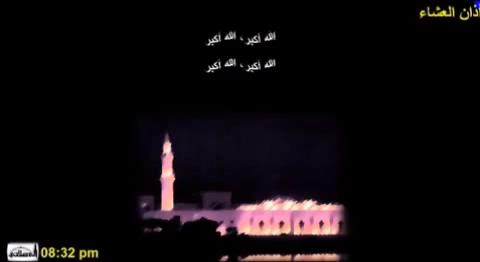 أذان العشاء
الله أكبر، الله أكبر
الله أكبر، الله أكبر
08:32 pm